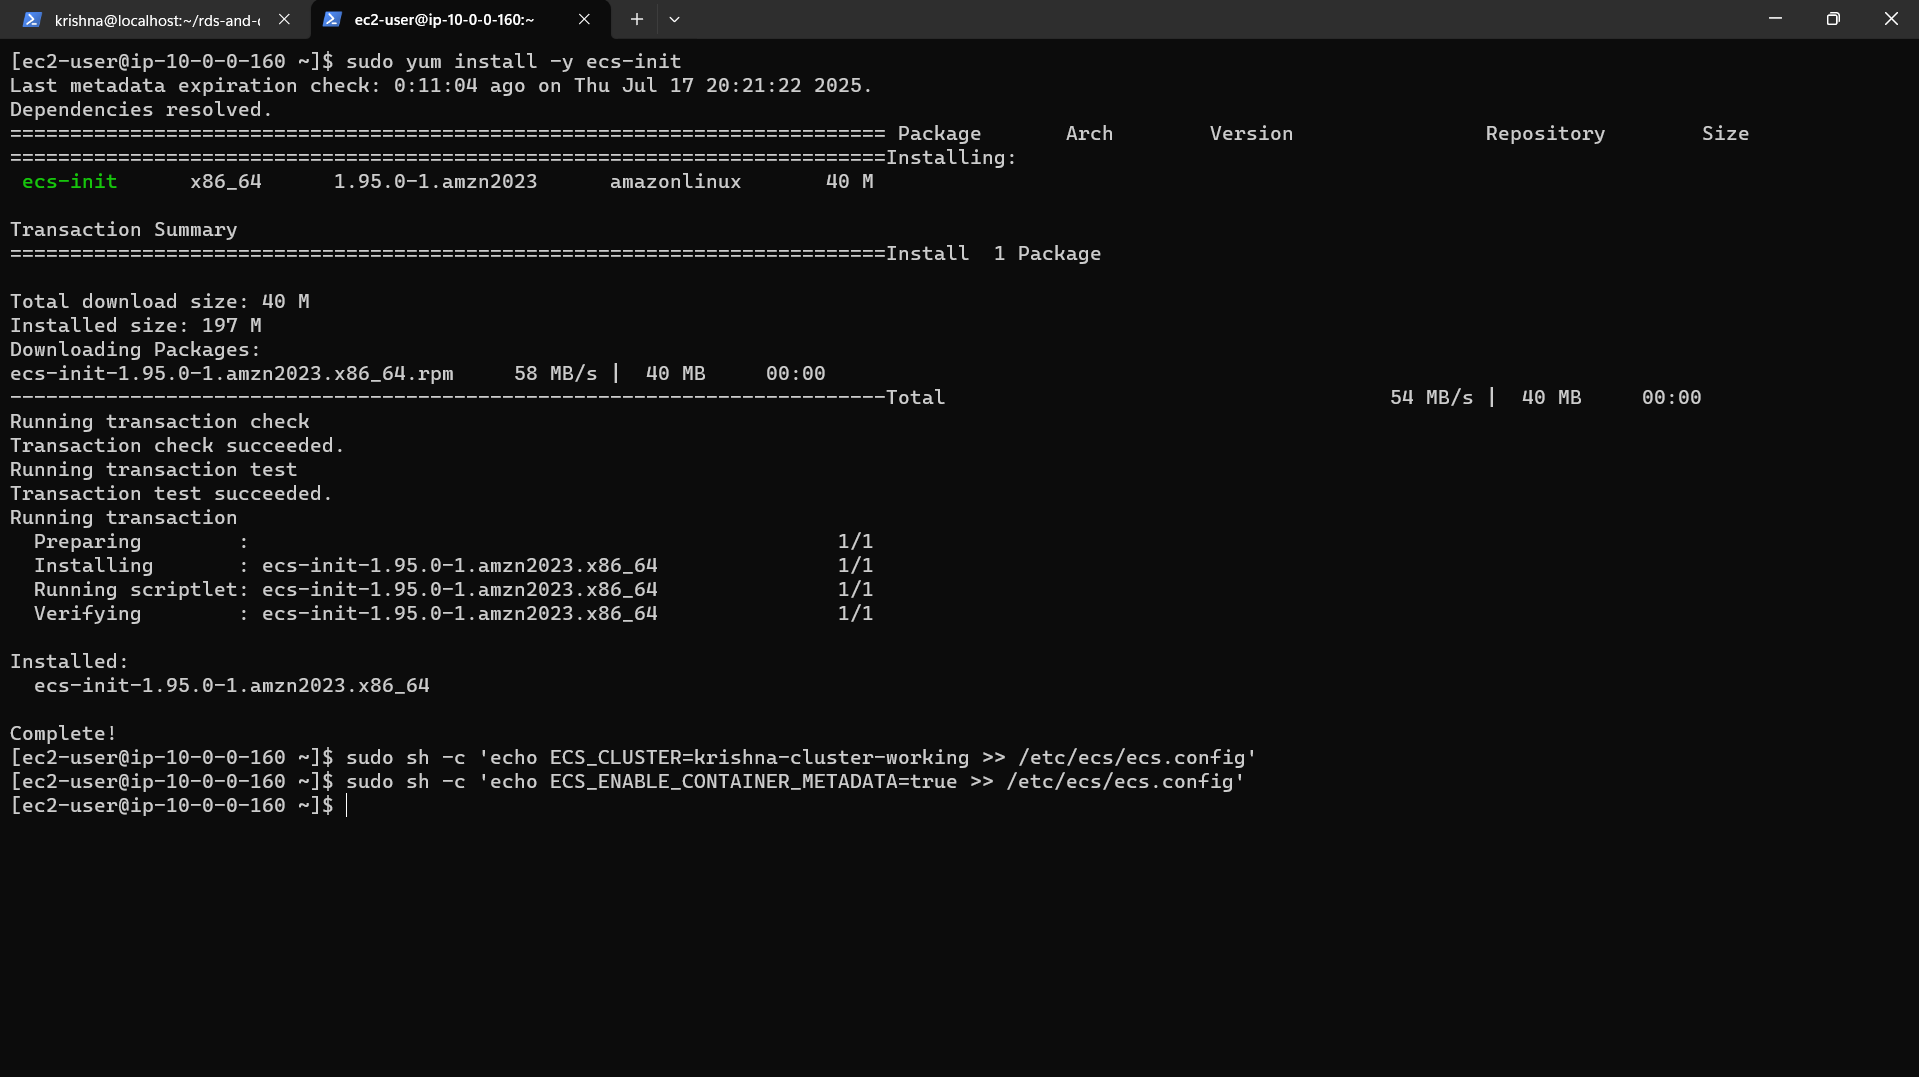 krishna@localhost:~/rds-and-
ec2-user@ip-10-0-0-160:~
[ec2-user@ip-10-0-0-160 ~]$ sudo yum install -y ecs-init
Last metadata expiration check: 0:11:04 ago on Thu Jul 17 20:21:22 2025.
Dependencies resolved.
========================================================================= Package       Arch        Version                Repository        Size
=========================================================================Installing:
 ecs-init      x86_64      1.95.0-1.amzn2023      amazonlinux       40 M
Transaction Summary
=========================================================================Install  1 Package
Total download size: 40 M
Installed size: 197 M
Downloading Packages:
ecs-init-1.95.0-1.amzn2023.x86_64.rpm     58 MB/s |  40 MB     00:00
-------------------------------------------------------------------------Total                                     54 MB/s |  40 MB     00:00
Running transaction check
Transaction check succeeded.
Running transaction test
Transaction test succeeded.
Running transaction
  Preparing        :                                                 1/1
  Installing       : ecs-init-1.95.0-1.amzn2023.x86_64               1/1
  Running scriptlet: ecs-init-1.95.0-1.amzn2023.x86_64               1/1
  Verifying        : ecs-init-1.95.0-1.amzn2023.x86_64               1/1
Installed:
  ecs-init-1.95.0-1.amzn2023.x86_64
Complete!
[ec2-user@ip-10-0-0-160 ~]$ sudo sh -c 'echo ECS_CLUSTER=krishna-cluster-working >> /etc/ecs/ecs.config'
[ec2-user@ip-10-0-0-160 ~]$ sudo sh -c 'echo ECS_ENABLE_CONTAINER_METADATA=true >> /etc/ecs/ecs.config'
[ec2-user@ip-10-0-0-160 ~]$